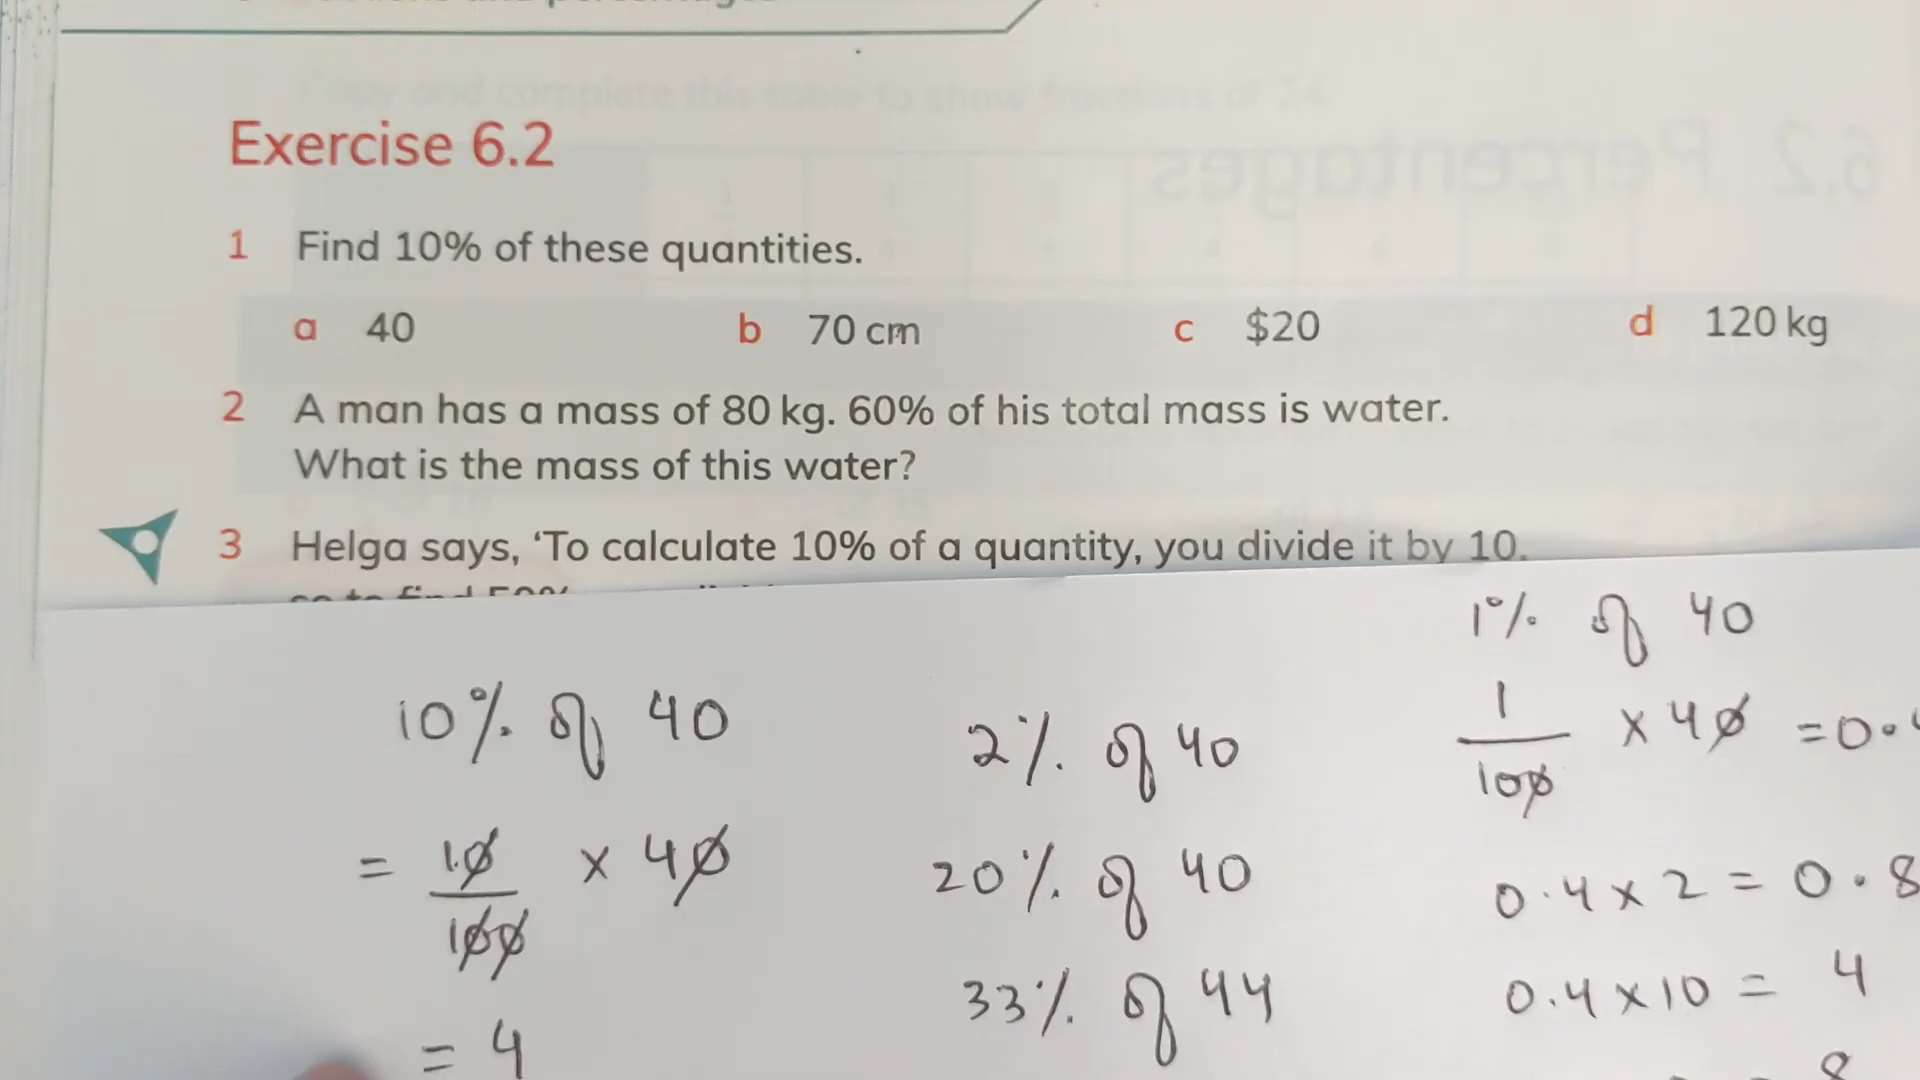 Exercise 6.2
1 Find 10% of these quantities.
a 40 b 70 cm c $20 d 120 kg
2 A man has a mass of 80 kg. 60% of his total mass is water.
What is the mass of this water?
3 Helga says, ‘To calculate 10% of a quantity, you divide it by 10.
10% of 40
= 10/100 × 40
= 4
2% of 40
20% of 40
33% of 44
1% of 40
1/100 × 40 = 0.4
0.4 × 2 = 0.8
0.4 × 10 = 4
8